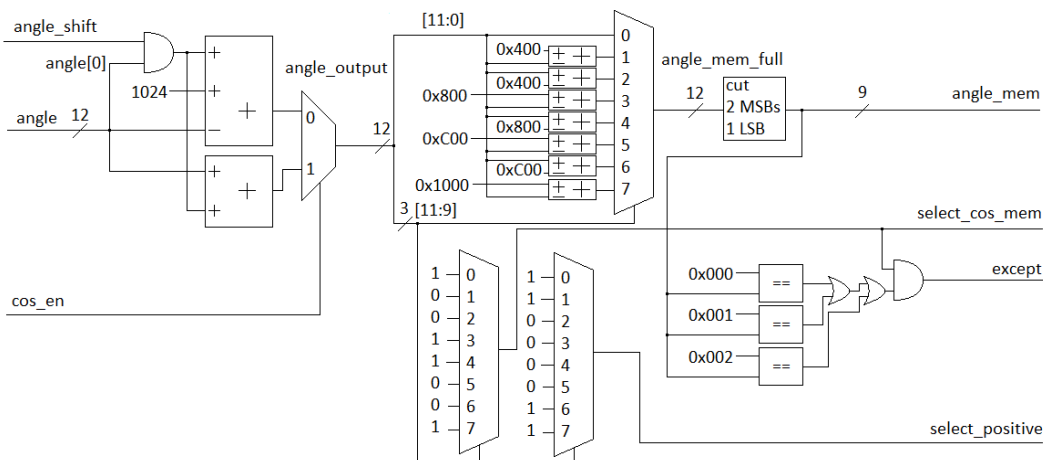 angle_shift
angle[0]
1024
angle 12
cos_en
+
+
−
+
+
+
+
angle_output
0
1
12
[11:0]
0x400
0x400
0x800
0x800
0xC00
0xC00
0x1000
± +
± +
± +
± +
± +
± +
± +
0
1
2
3
4
5
6
7
3 [11:9]
angle_mem_full
12
cut
2 MSBs
1 LSB
9
angle_mem
select_cos_mem
except
0x000
==
0x001
==
0x002
==
select_positive
1 0
0 1
0 2
1 3
1 4
0 5
0 6
1 7
1 0
1 1
0 2
0 3
0 4
0 5
1 6
1 7